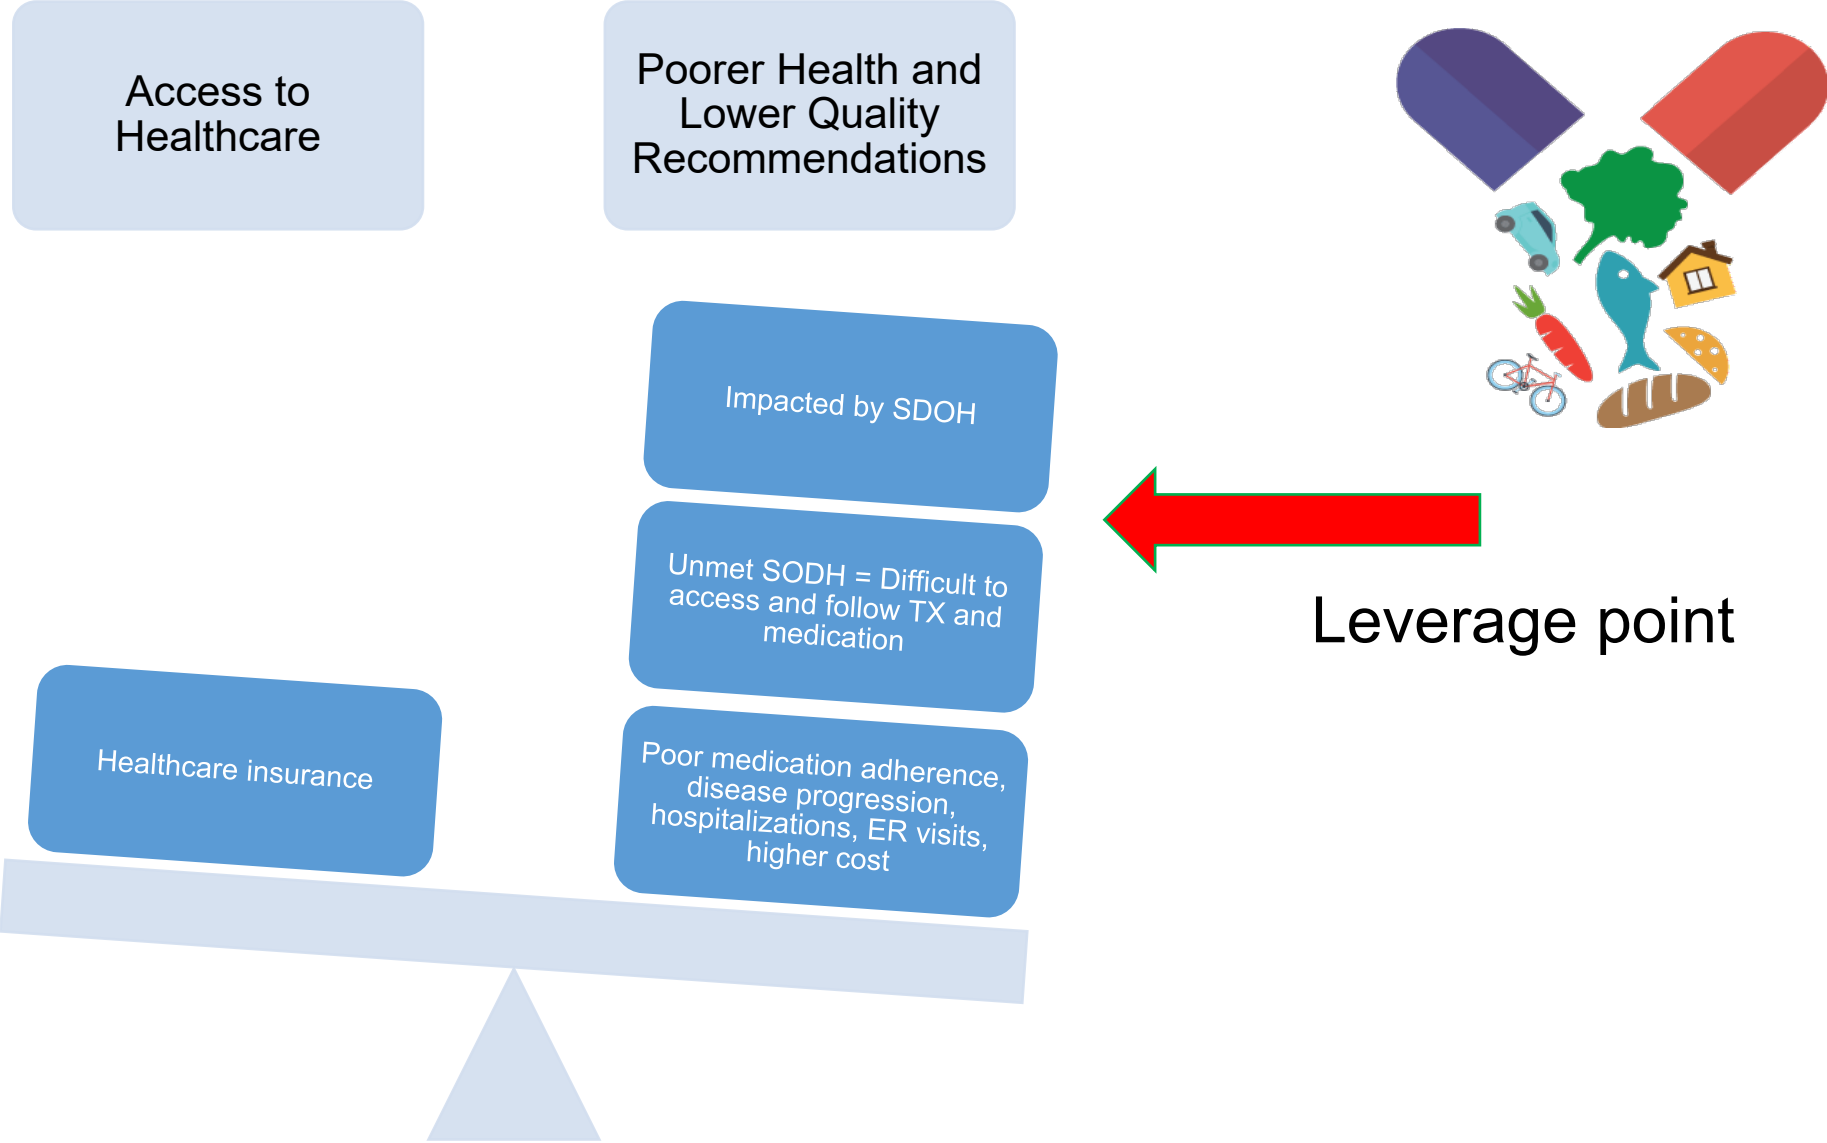 Access to
Healthcare
Poorer Health and
Lower Quality
Recommendations
Impacted by SDOH
Unmet SODH = Difficult to
access and follow TX and
medication
Poor medication adherence,
disease progression,
hospitalizations, ER visits,
higher cost
Healthcare insurance
Leverage point